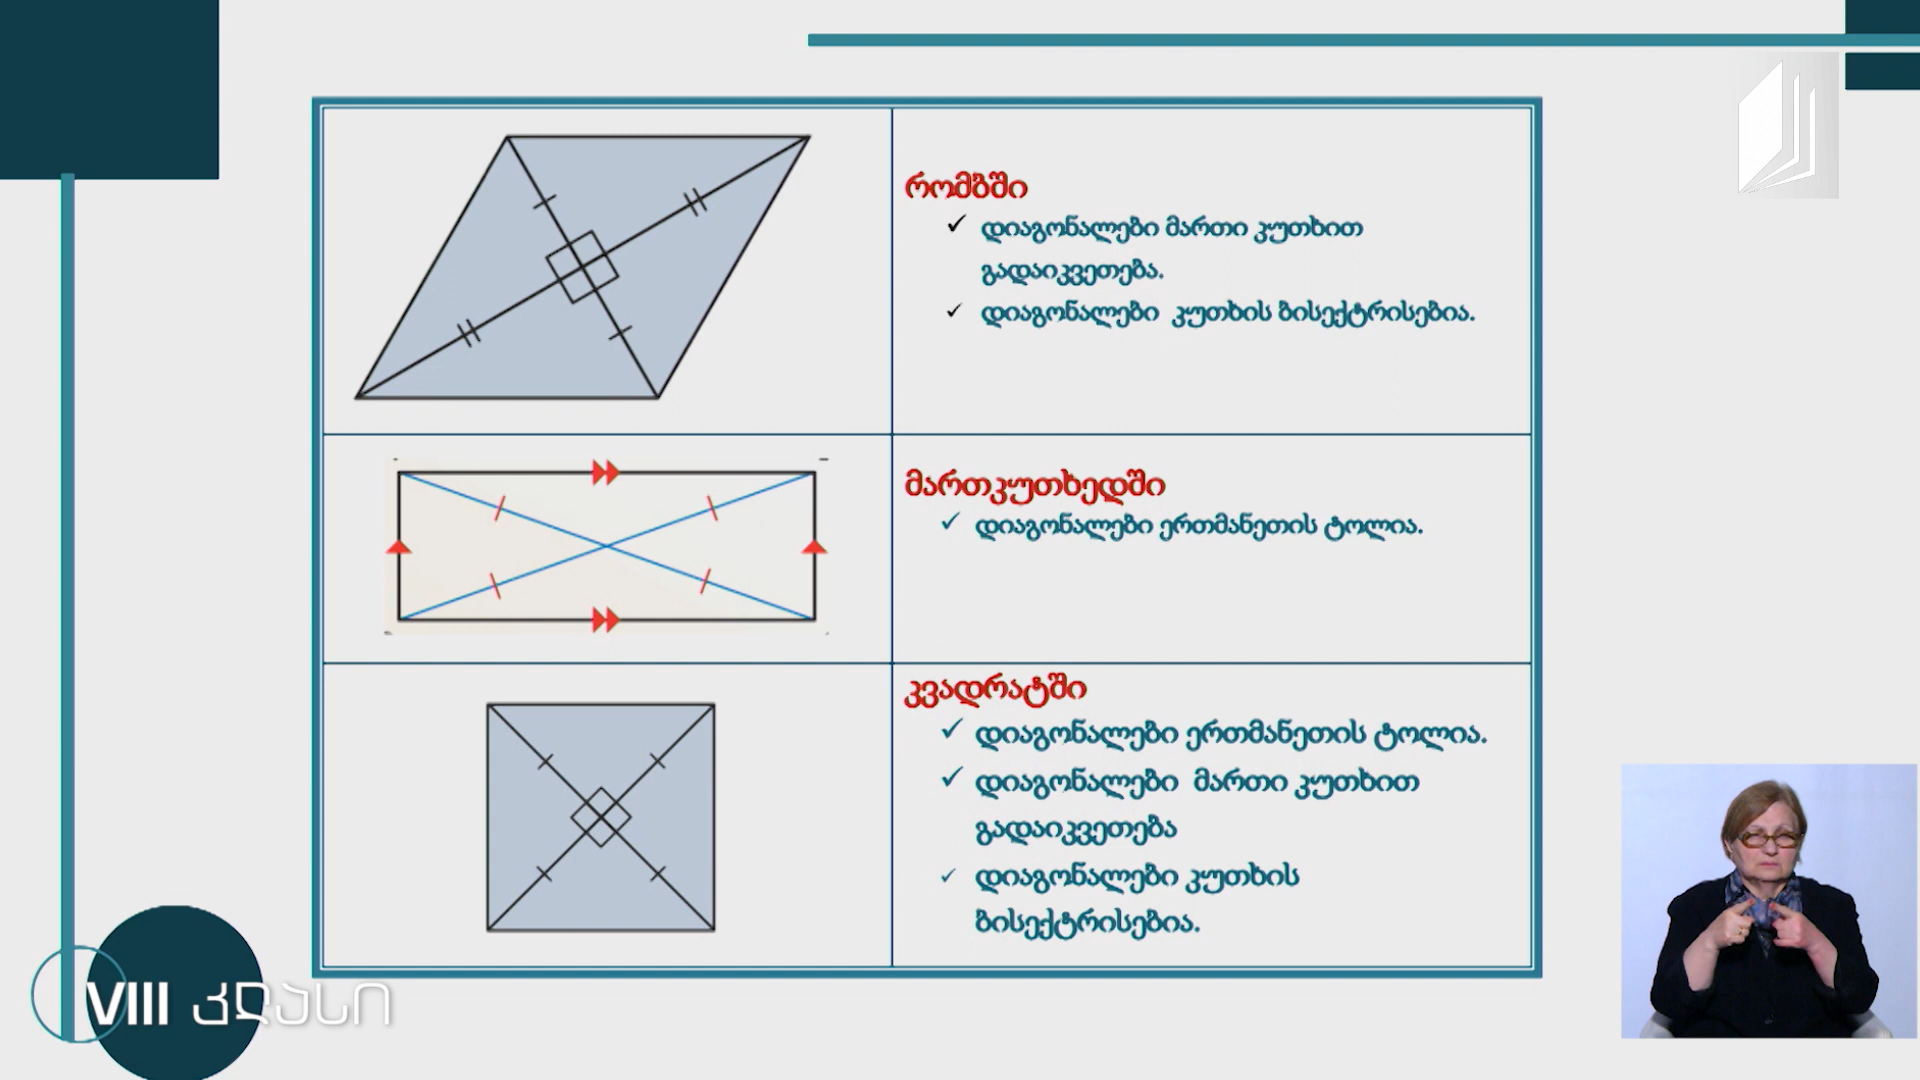 რომბში
✓ დიაგონალები მართი კუთხით
გადაიკვეთება.
✓ დიაგონალები კუთხის ბისექტრისებია.
მართკუთხედში
✓ დიაგონალები ერთმანეთის ტოლია.
კვადრატში
✓ დიაგონალები ერთმანეთის ტოლია.
✓ დიაგონალები მართი კუთხით
გადაიკვეთება
✓ დიაგონალები კუთხის
ბისექტრისებია.
VIII კლასი